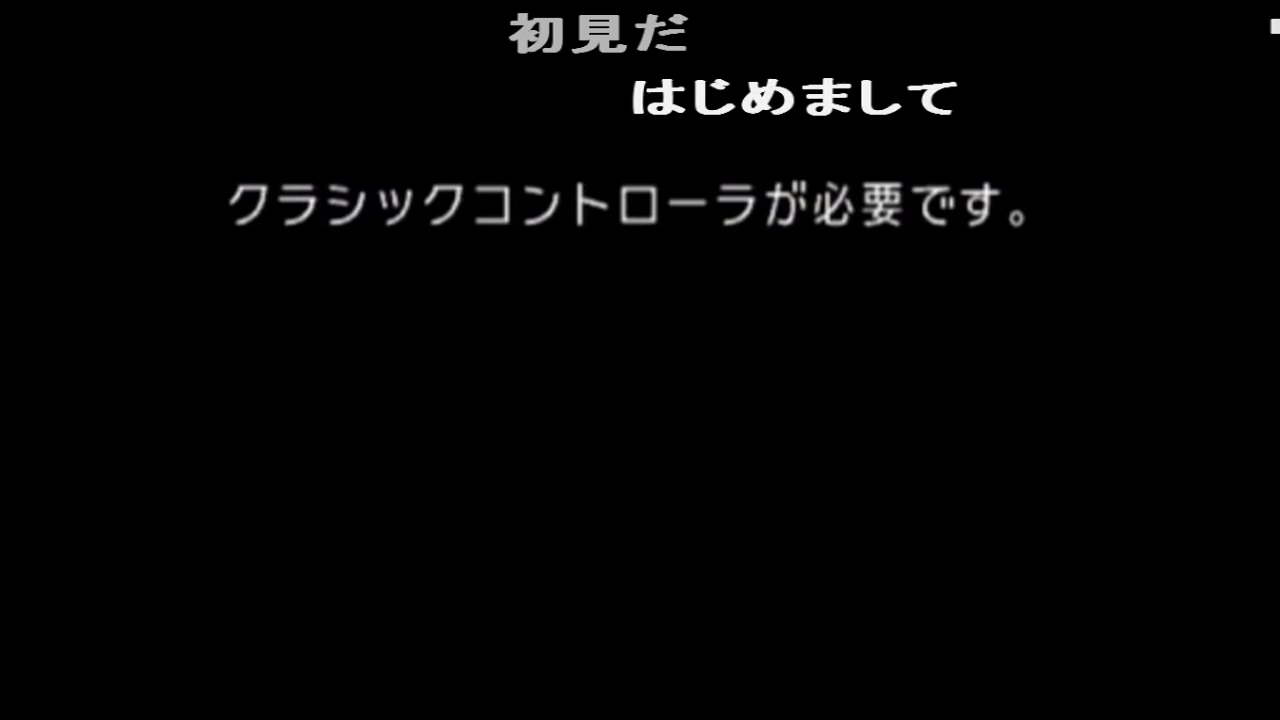 初見だ
はじめまして
クラシックコントローラが必要です。